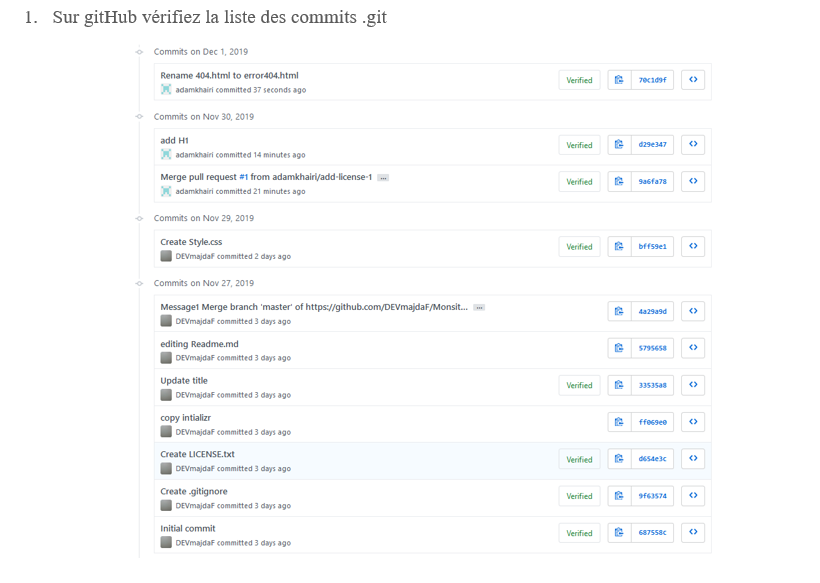 1. Sur gitHub vérifiez la liste des commits .git
Commits on Dec 1, 2019
Rename 404.html to error404.html
adamkhairi committed 37 seconds ago
Verified
70c1d9f
Commits on Nov 30, 2019
add H1
adamkhairi committed 14 minutes ago
Verified
d29e347
Merge pull request #1 from adamkhairi/add-license-1 ...
adamkhairi committed 21 minutes ago
Verified
9a6fa78
Commits on Nov 29, 2019
Create Style.css
DEVmajdaF committed 2 days ago
Verified
bff59e1
Commits on Nov 27, 2019
Message1 Merge branch 'master' of https://github.com/DEVmajdaF/Monsit... ...
DEVmajdaF committed 3 days ago
4a29a9d
editing Readme.md
DEVmajdaF committed 3 days ago
5795658
Update title
DEVmajdaF committed 3 days ago
Verified
33535a8
copy intializr
DEVmajdaF committed 3 days ago
ff069e0
Create LICENSE.txt
DEVmajdaF committed 3 days ago
Verified
d654e3c
Create .gitignore
DEVmajdaF committed 3 days ago
Verified
9f63574
Initial commit
DEVmajdaF committed 3 days ago
Verified
687558c